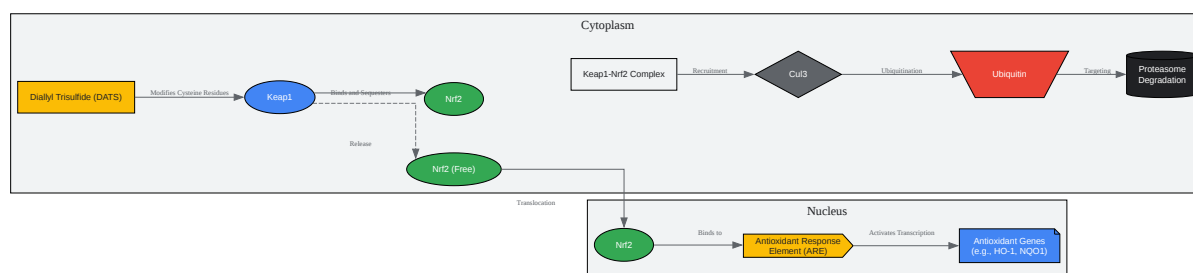 Cytoplasm
Diallyl Trisulfide (DATS)
Modifies Cysteine Residues
Keap1
Binds and Sequesters
Nrf2
Keap1-Nrf2 Complex
Recruitment
Cul3
Ubiquitination
Ubiquitin
Targeting
Proteasome
Degradation
Release
Nrf2 (Free)
Translocation
Nucleus
Nrf2
Binds to
Antioxidant Response
Element (ARE)
Activates Transcription
Antioxidant Genes
(e.g., HO-1, NQO1)